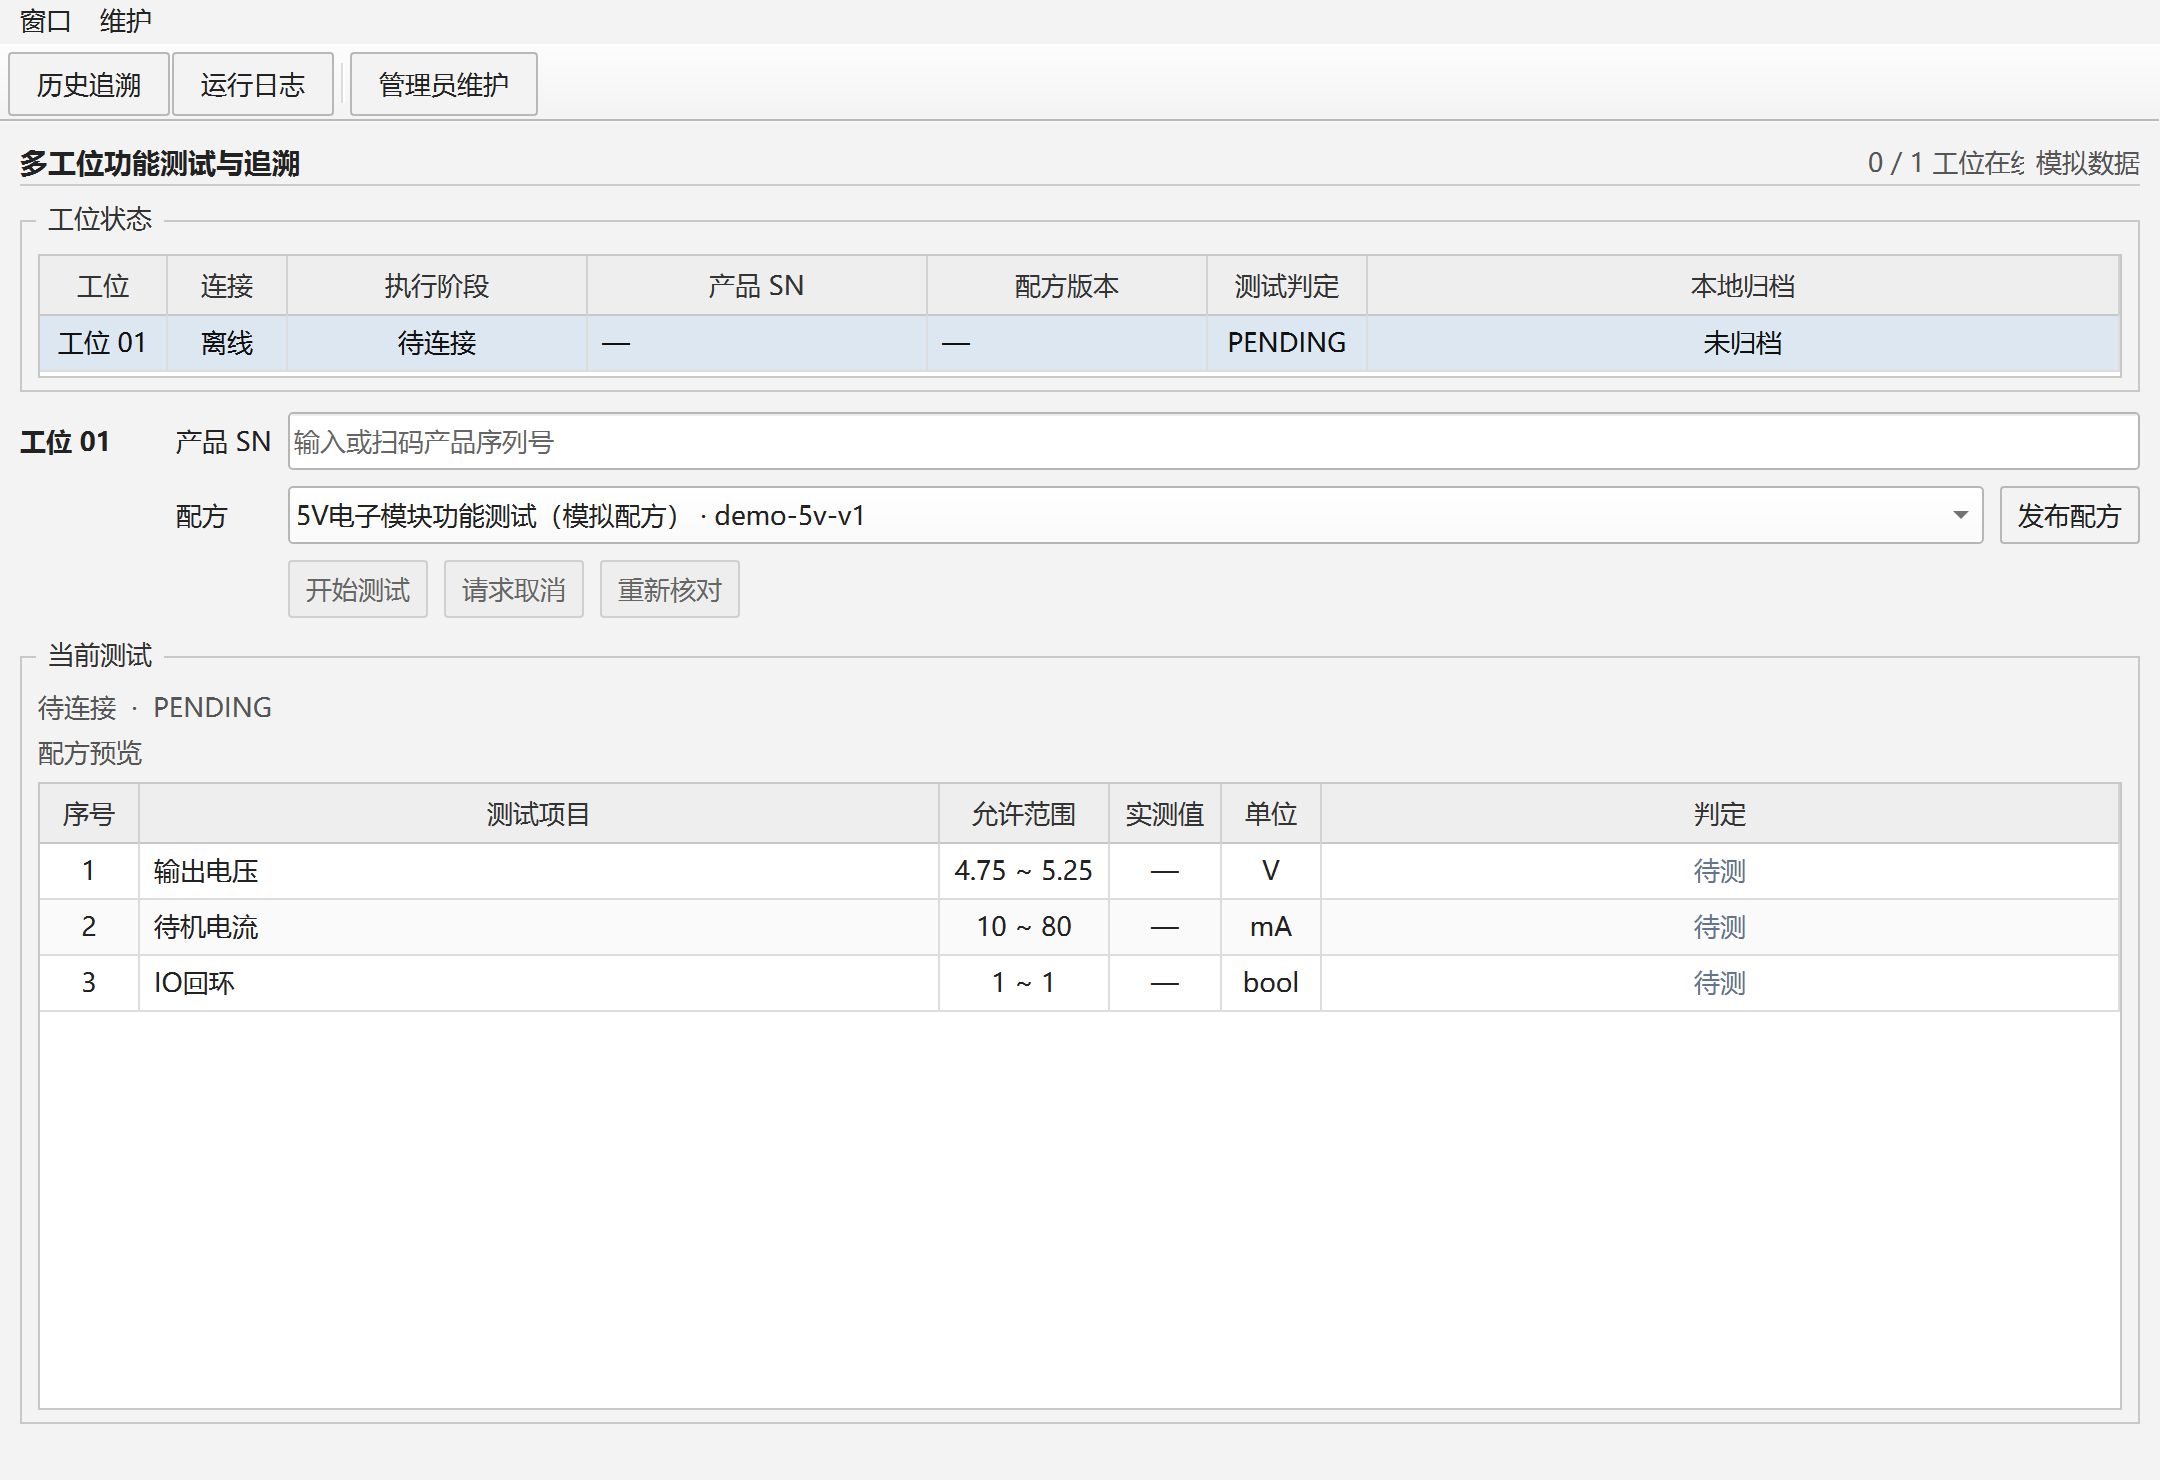 窗口 维护
历史追溯 运行日志 管理员维护
多工位功能测试与追溯 0 / 1 工位在 模拟数据
工位状态
工位 连接 执行阶段 产品 SN 配方版本 测试判定 本地归档
工位 01 离线 待连接 — — PENDING 未归档
工位 01 产品 SN 输入或扫码产品序列号
配方 5V电子模块功能测试（模拟配方） · demo-5v-v1 发布配方
开始测试 请求取消 重新核对
当前测试
待连接 · PENDING
配方预览
序号 测试项目 允许范围 实测值 单位 判定
1 输出电压 4.75 ~ 5.25 — V 待测
2 待机电流 10 ~ 80 — mA 待测
3 IO回环 1 ~ 1 — bool 待测